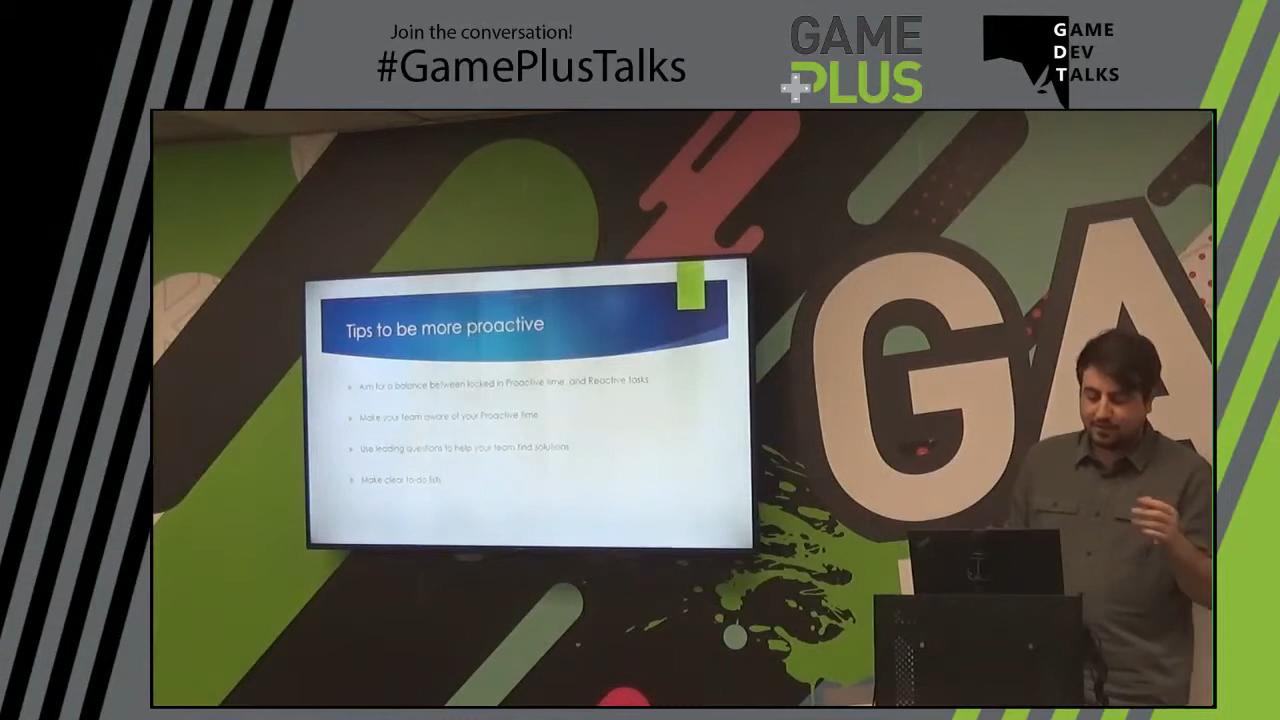 Join the conversation!
#GamePlusTalks
GAME
PLUS
GAME
DEV
TALKS
GA
Tips to be more proactive
Aim for a balance between locked in Proactive time, and Reactive tasks
Make your team aware of your Proactive time
Use leading questions to help your team find solutions
Make clear to-do lists